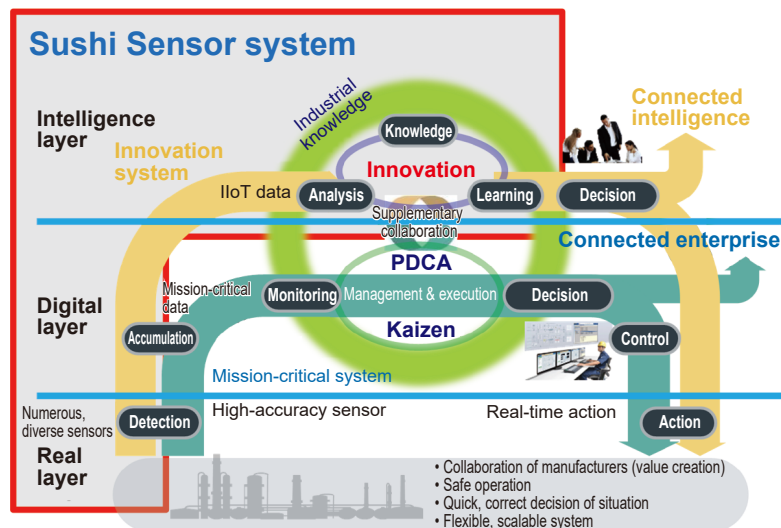 Sushi Sensor system
Intelligence
layer
Innovation
system
Industrial
knowledge
Knowledge
Innovation
IIoT data
Analysis
Learning
Decision
Connected
intelligence
Supplementary
collaboration
Connected enterprise
PDCA
Digital
layer
Mission-critical
data
Monitoring
Management & execution
Decision
Kaizen
Accumulation
Control
Mission-critical system
Numerous,
diverse sensors
Detection
High-accuracy sensor
Real-time action
Action
Real
layer
• Collaboration of manufacturers (value creation)
• Safe operation
• Quick, correct decision of situation
• Flexible, scalable system